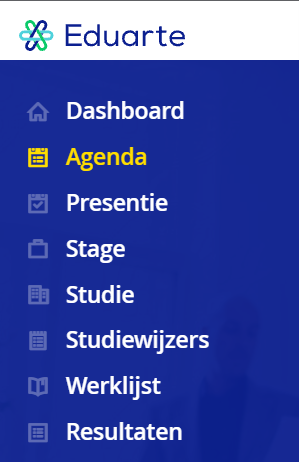 Eduarte
Dashboard
Agenda
Presentie
Stage
Studie
Studiewijzers
Werklijst
Resultaten